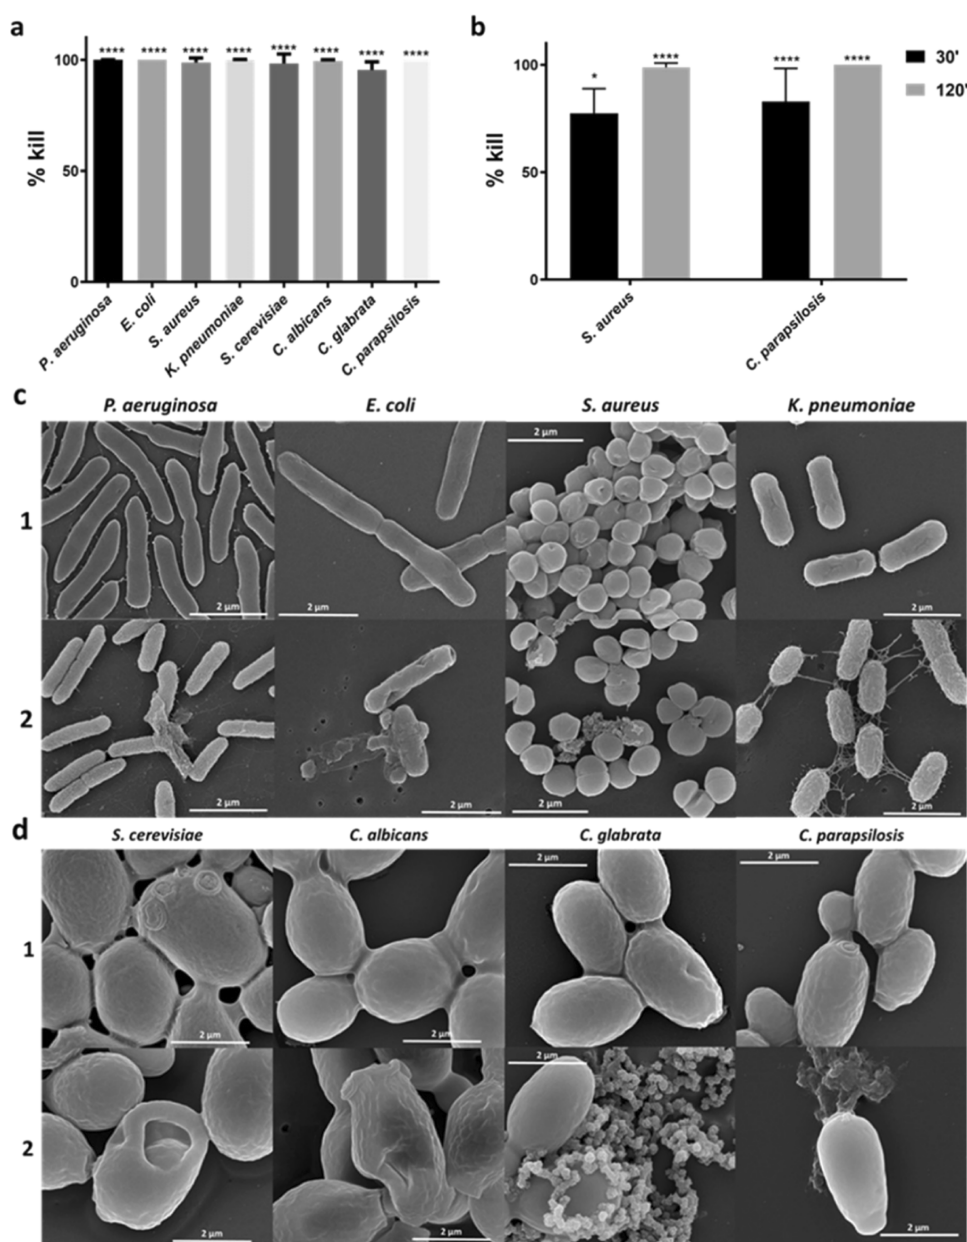 a
**** **** **** **** **** **** **** ****
100
50
0
% kill
P. aeruginosa
E. coli
S. aureus
K. pneumoniae
S. cerevisiae
C. albicans
C. glabrata
C. parapsilosis
b
* **** **** ****
100
50
0
% kill
S. aureus
C. parapsilosis
30'
120'
c
P. aeruginosa E. coli S. aureus K. pneumoniae
1
2 µm 2 µm 2 µm 2 µm
2
2 µm 2 µm 2 µm 2 µm
d
S. cerevisiae C. albicans C. glabrata C. parapsilosis
1
2 µm 2 µm 2 µm 2 µm
2
2 µm 2 µm 2 µm 2 µm